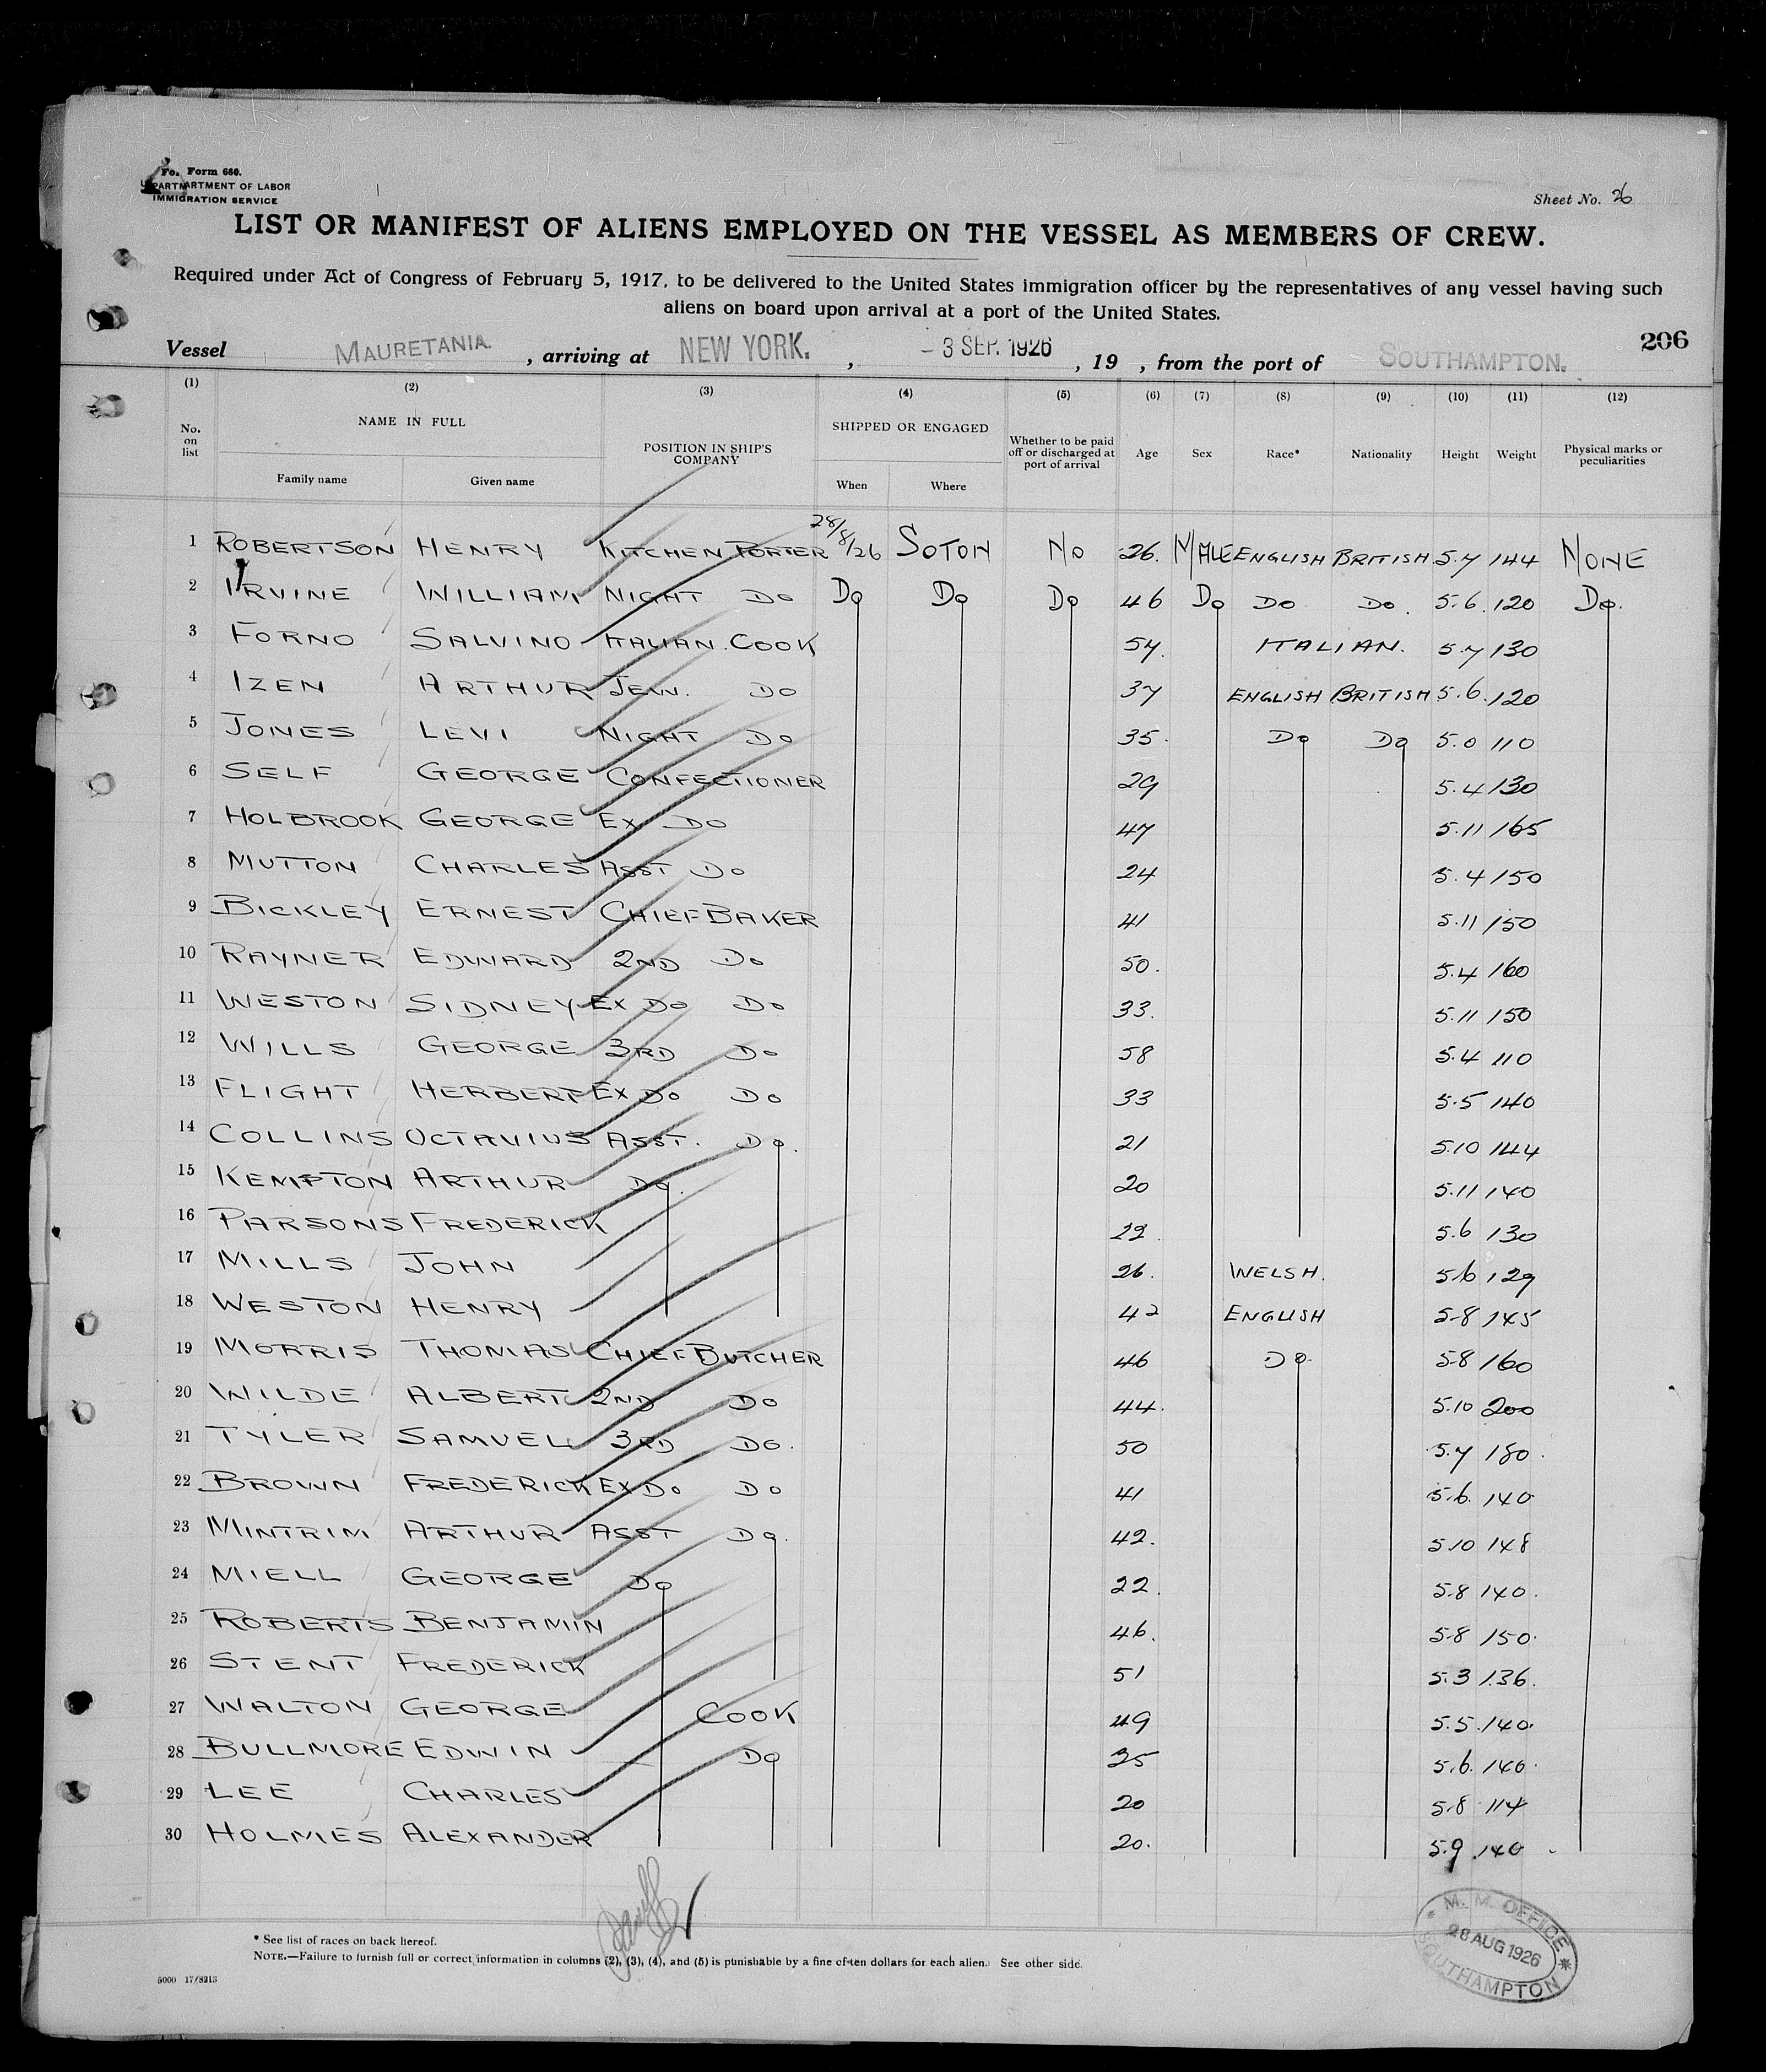 Form 680.
DEPARTMENT OF LABOR
IMMIGRATION SERVICE
Sheet No. 26
LIST OR MANIFEST OF ALIENS EMPLOYED ON THE VESSEL AS MEMBERS OF CREW.
Required under Act of Congress of February 5, 1917, to be delivered to the United States immigration officer by the representatives of any vessel having such
aliens on board upon arrival at a port of the United States.
206
Vessel MAURETANIA. , arriving at NEW YORK. , - 3 SEP. 1926 , 19 , from the port of SOUTHAMPTON.
(1) (2) (3) (4) (5) (6) (7) (8) (9) (10) (11) (12)
No. on list NAME IN FULL Family name Given name POSITION IN SHIP'S COMPANY SHIPPED OR ENGAGED When Where Whether to be paid off or discharged at port of arrival Age Sex Race* Nationality Height Weight Physical marks or peculiarities
1 ROBERTSON HENRY KITCHEN PORTER 28/8/26 SOTON NO 26. MALE ENGLISH BRITISH 5.7 144 NONE
2 IRVINE WILLIAM NIGHT DO DO DO DO 46 DO DO DO. 5.6. 120 DO.
3 FORNO SALVINO ITALIAN. COOK 54. ITALIAN. 5.7 130
4 IZEN ARTHUR JEW. DO 37 ENGLISH BRITISH 5.6. 120
5 JONES LEVI NIGHT DO 35. DO DO 5.0 110
6 SELF GEORGE CONFECTIONER 29 5.4 130
7 HOLBROOK GEORGE EX DO 47 5.11 165
8 MUTTON CHARLES ASST DO 24 5.4 150
9 BICKLEY ERNEST CHIEF BAKER 41 5.11 150
10 RAYNER EDWARD 2ND DO 50. 5.4 160
11 WESTON SIDNEY EX DO DO 33. 5.11 150
12 WILLS GEORGE 3RD DO 58 5.4 110
13 FLIGHT HERBERT EX DO DO 33 5.5 140
14 COLLINS OCTAVIUS ASST. DO. 21 5.10 144
15 KEMPTON ARTHUR DO. 20 5.11 140
16 PARSONS FREDERICK 22. 5.6 130
17 MILLS JOHN 26. WELSH. 5.6 129
18 WESTON HENRY 42 ENGLISH 5.8 145
19 MORRIS THOMAS CHIEF BUTCHER 46 DO 5.8 160
20 WILDE ALBERT 2ND DO 44. 5.10 200
21 TYLER SAMUEL 3RD DO. 50 5.7 180.
22 BROWN FREDERICK EX DO DO 41 5.6. 140
23 MINTRIM ARTHUR ASST DO. 42. 5.10 148
24 MIELL GEORGE DO 22. 5.8 140.
25 ROBERTS BENJAMIN 46. 5.8 150.
26 STENT FREDERICK 51 5.3 136.
27 WALTON GEORGE COOK 49 5.5. 140.
28 BULLMORE EDWIN DO 35 5.6. 140.
29 LEE CHARLES 20 5.8 114
30 HOLMES ALEXANDER 20. 5.9 140
* See list of races on back hereof.
NOTE.—Failure to furnish full or correct information in columns (2), (3), (4), and (5) is punishable by a fine of ten dollars for each alien. See other side.
5000 17/8213
M. M. OFFICE
28 AUG 1926
SOUTHAMPTON